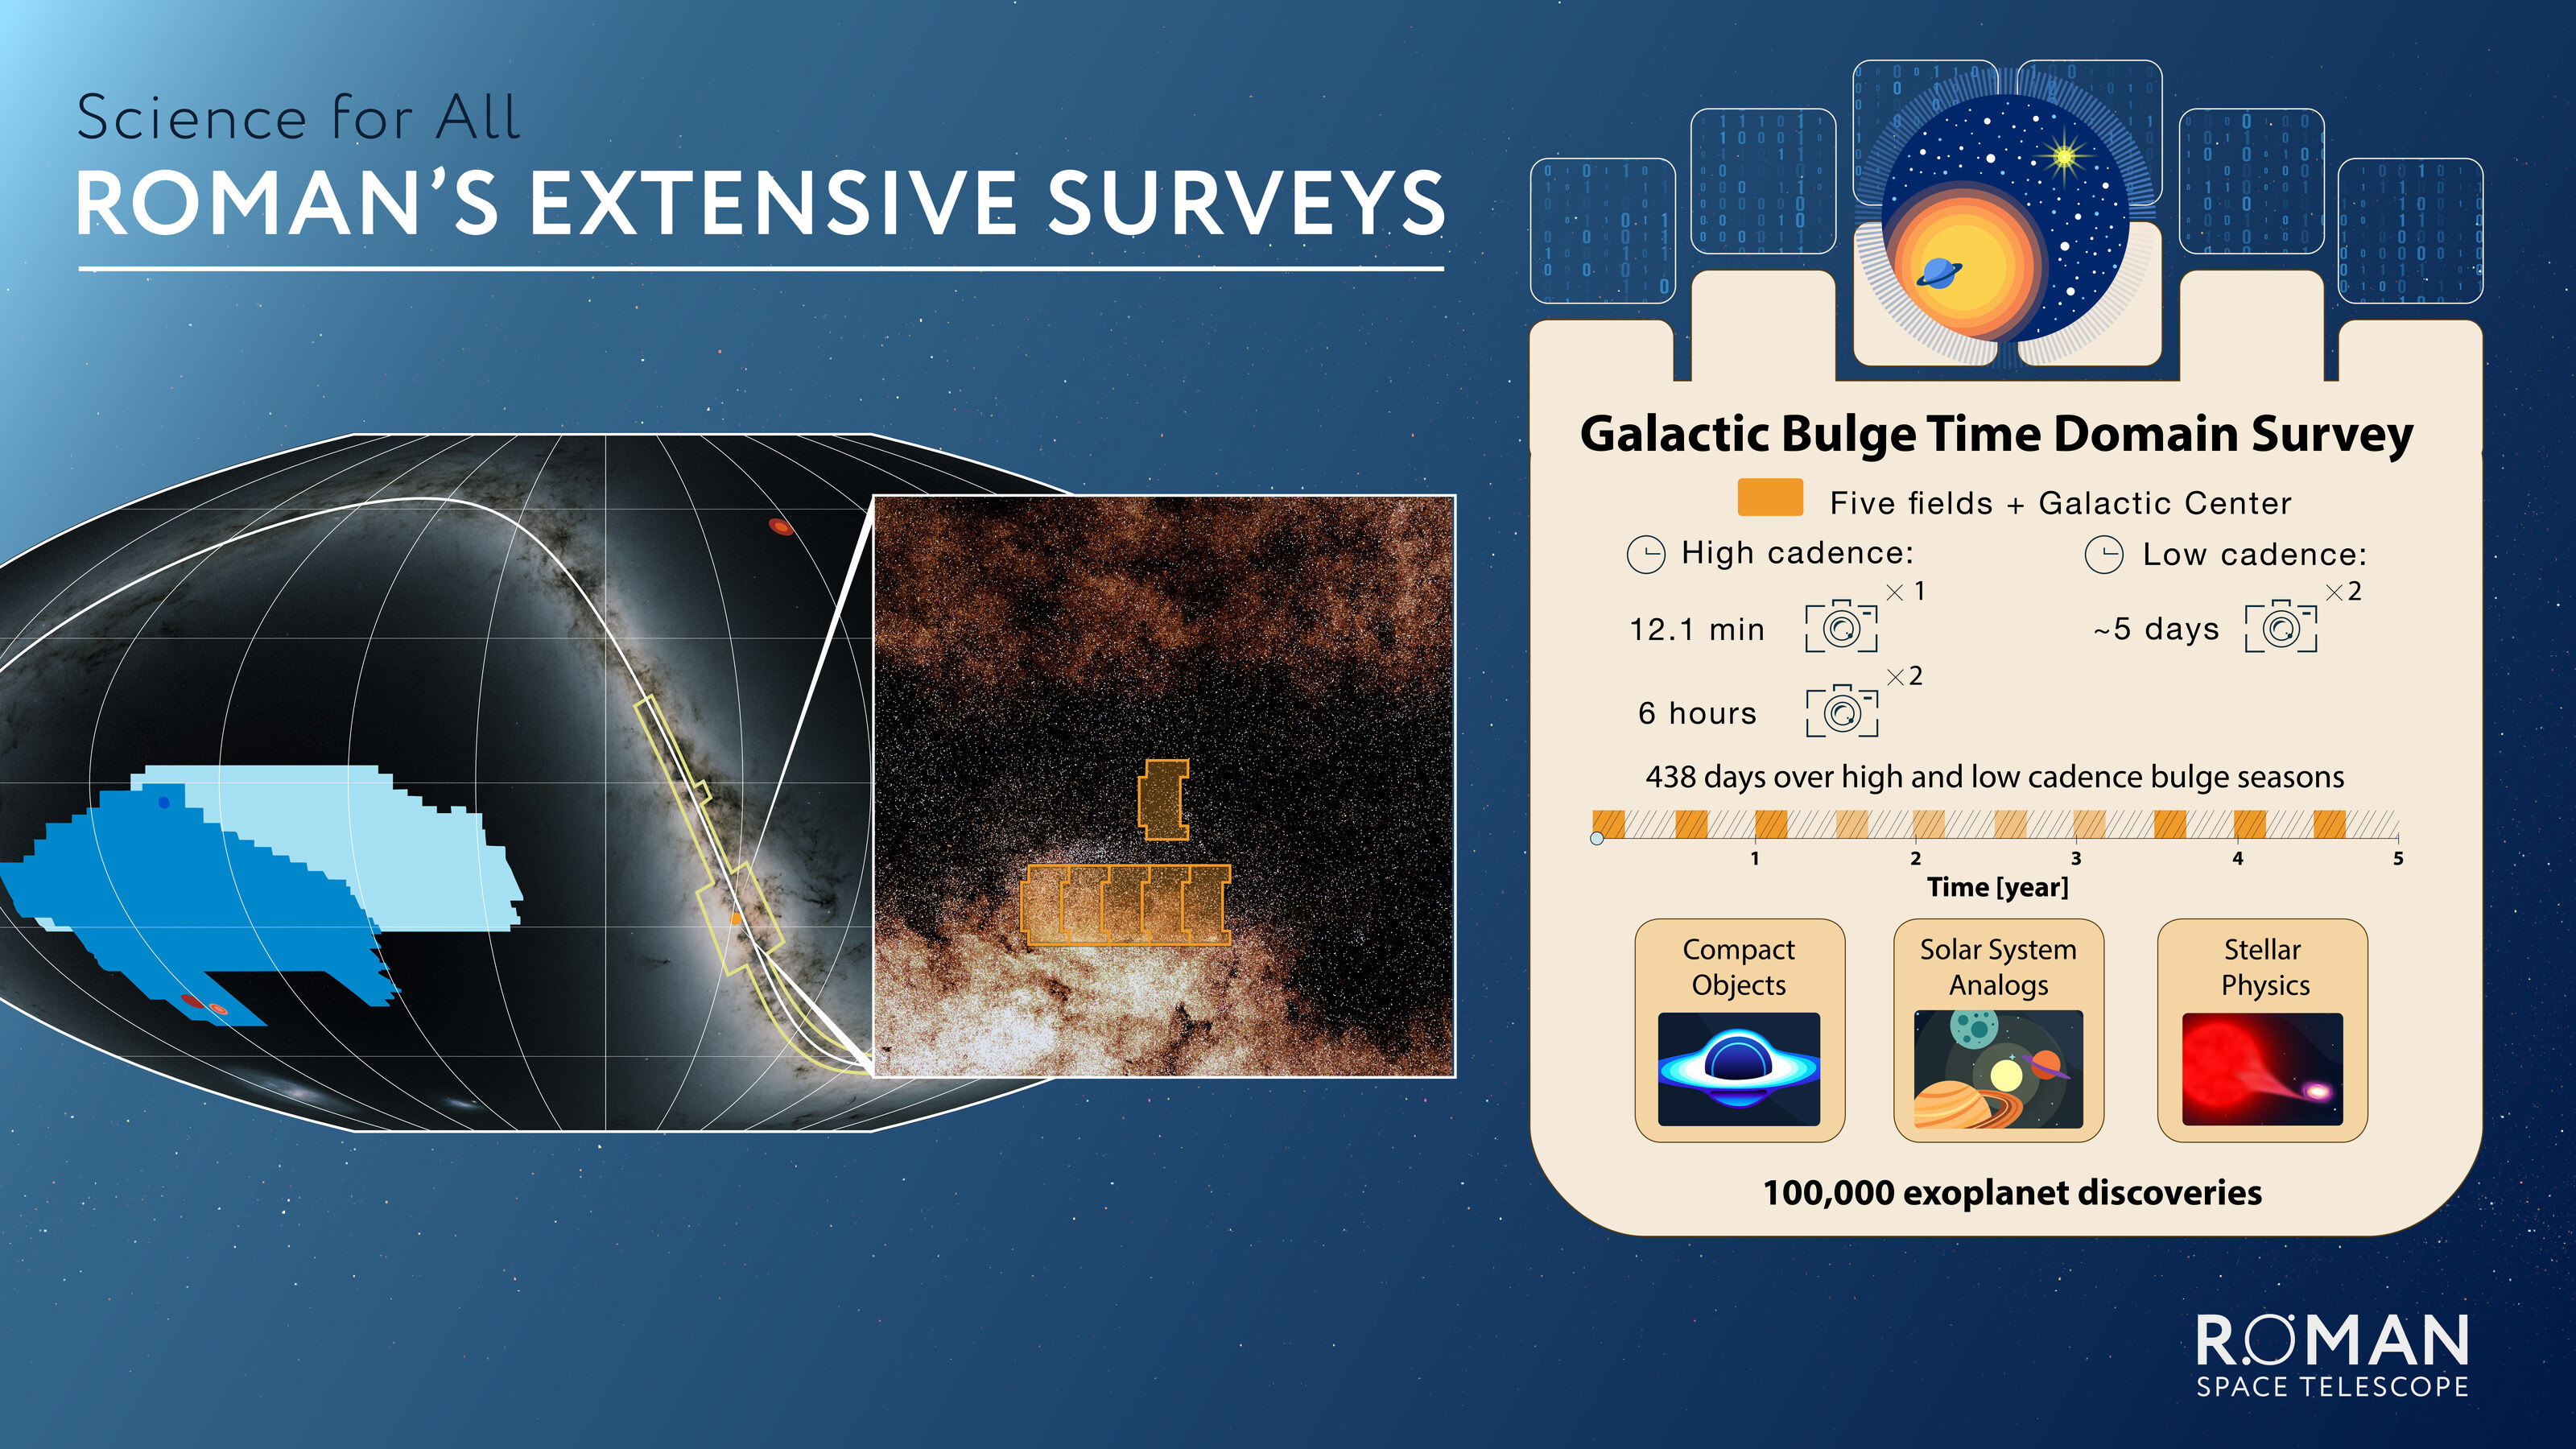 Science for All
ROMAN’S EXTENSIVE SURVEYS
Galactic Bulge Time Domain Survey
Five fields + Galactic Center
High cadence:
× 1
12.1 min
×2
6 hours
Low cadence:
×2
~5 days
438 days over high and low cadence bulge seasons
1 2 3 4 5
Time [year]
Compact
Objects
Solar System
Analogs
Stellar
Physics
100,000 exoplanet discoveries
ROMAN
SPACE TELESCOPE